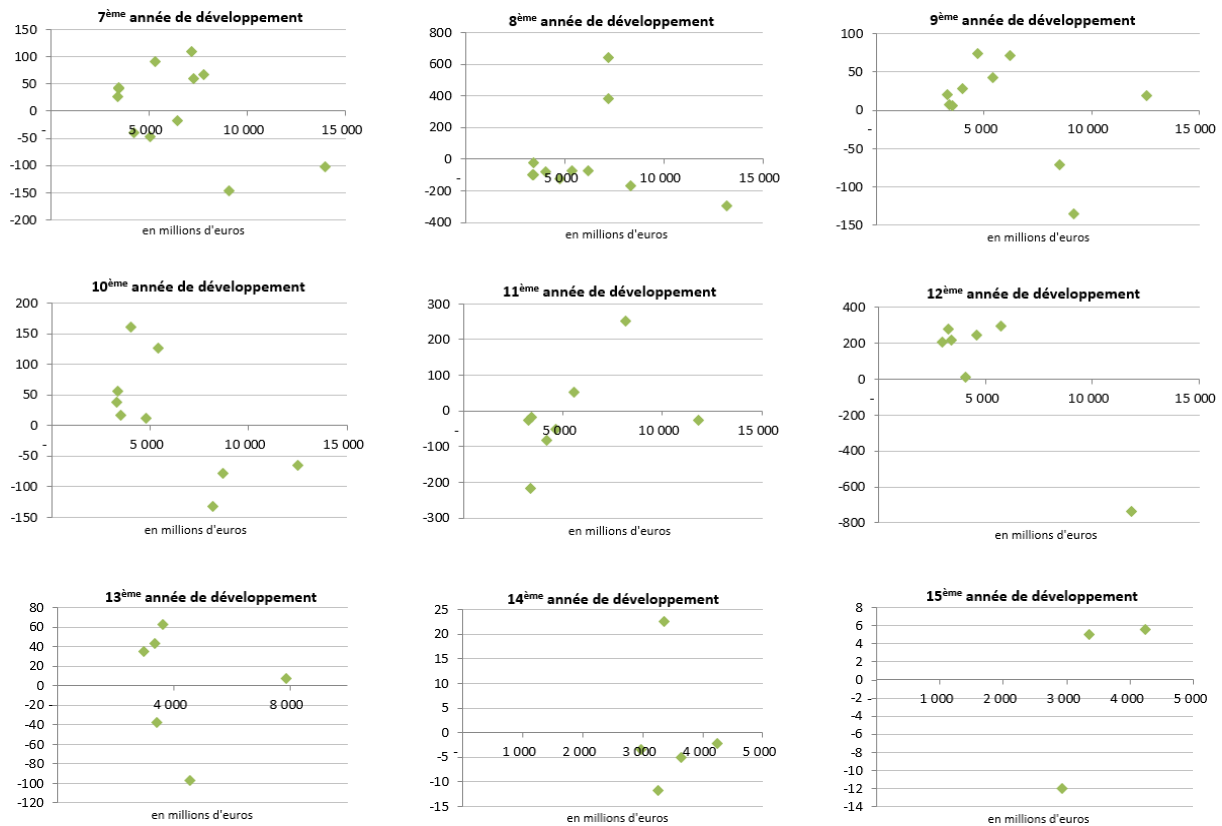 7ème année de développement
150
100
50
0
-50
-100
-150
-200
- 5 000 10 000 15 000
en millions d'euros
8ème année de développement
800
600
400
200
0
-200
-400
- 5 000 10 000 15 000
en millions d'euros
9ème année de développement
100
50
0
-50
-100
-150
- 5 000 10 000 15 000
en millions d'euros
10ème année de développement
200
150
100
50
0
-50
-100
-150
- 5 000 10 000 15 000
en millions d'euros
11ème année de développement
300
200
100
0
-100
-200
-300
- 5 000 10 000 15 000
en millions d'euros
12ème année de développement
400
200
0
-200
-400
-600
-800
- 5 000 10 000 15 000
en millions d'euros
13ème année de développement
80
60
40
20
0
-20
-40
-60
-80
-100
-120
- 4 000 8 000
en millions d'euros
14ème année de développement
25
20
15
10
5
0
-5
-10
-15
- 1 000 2 000 3 000 4 000 5 000
en millions d'euros
15ème année de développement
8
6
4
2
0
-2
-4
-6
-8
-10
-12
-14
- 1 000 2 000 3 000 4 000 5 000
en millions d'euros